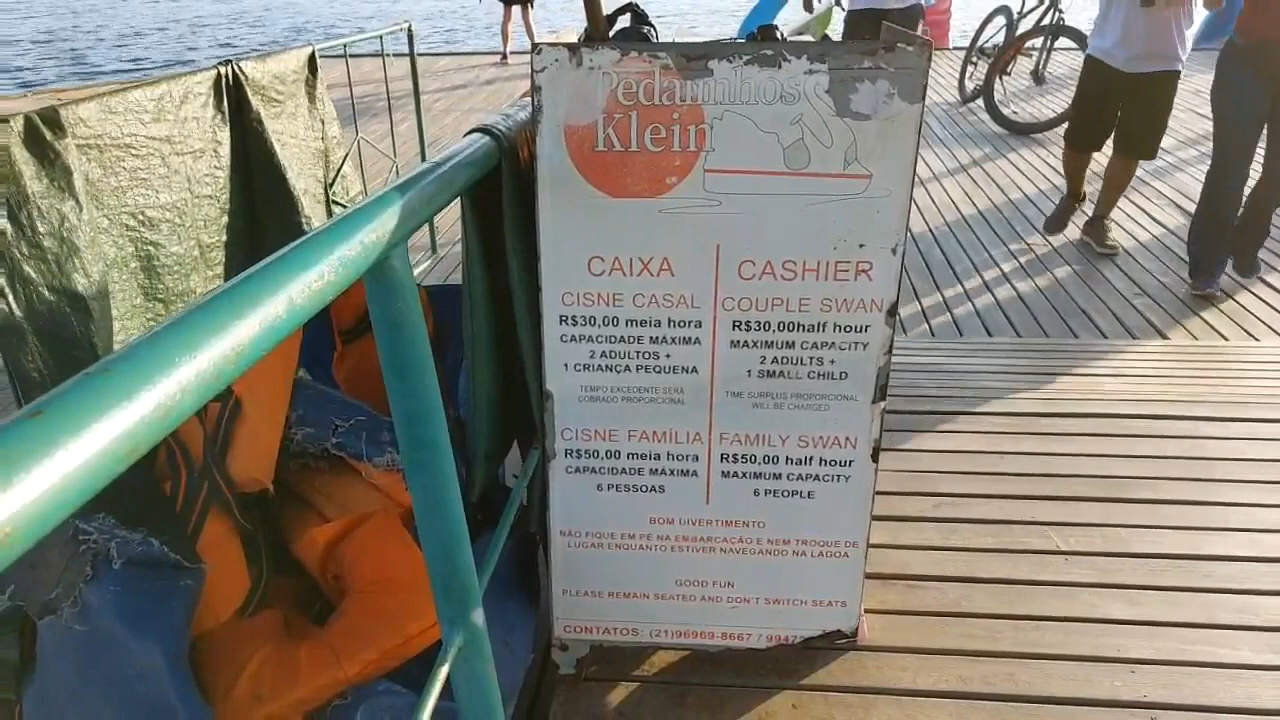 Pedalinhos
Klein
CAIXA
CISNE CASAL
R$30,00 meia hora
CAPACIDADE MÁXIMA
2 ADULTOS +
1 CRIANÇA PEQUENA
TEMPO EXCEDENTE SERÁ
COBRADO PROPORCIONAL
CISNE FAMÍLIA
R$50,00 meia hora
CAPACIDADE MÁXIMA
6 PESSOAS
CASHIER
COUPLE SWAN
R$30,00half hour
MAXIMUM CAPACITY
2 ADULTS +
1 SMALL CHILD
TIME SURPLUS PROPORCIONAL
WILL BE CHARGED
FAMILY SWAN
R$50,00 half hour
MAXIMUM CAPACITY
6 PEOPLE
BOM DIVERTIMENTO
NÃO FIQUE EM PÉ NA EMBARCAÇÃO E NEM TROQUE DE
LUGAR ENQUANTO ESTIVER NAVEGANDO NA LAGOA
GOOD FUN
PLEASE REMAIN SEATED AND DON'T SWITCH SEATS
CONTATOS: (21)96969-8667 /